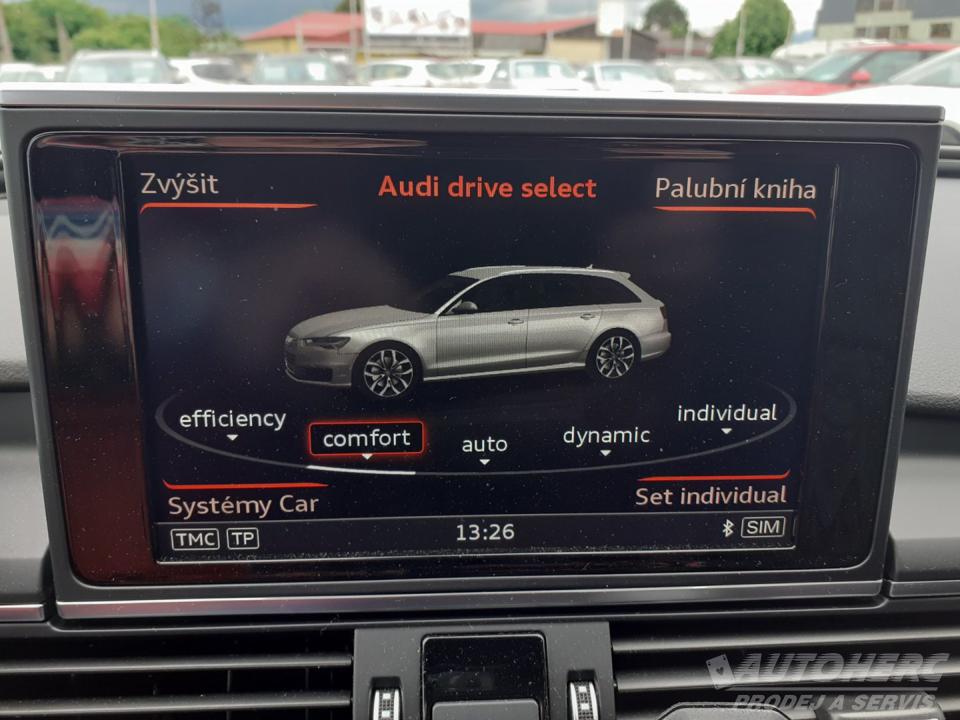 Zvýšit Audi drive select Palubní kniha
efficiency comfort auto dynamic individual
Systémy Car Set individual
TMC TP 13:26 SIM
AUTOHERC
PRODEJ A SERVIS